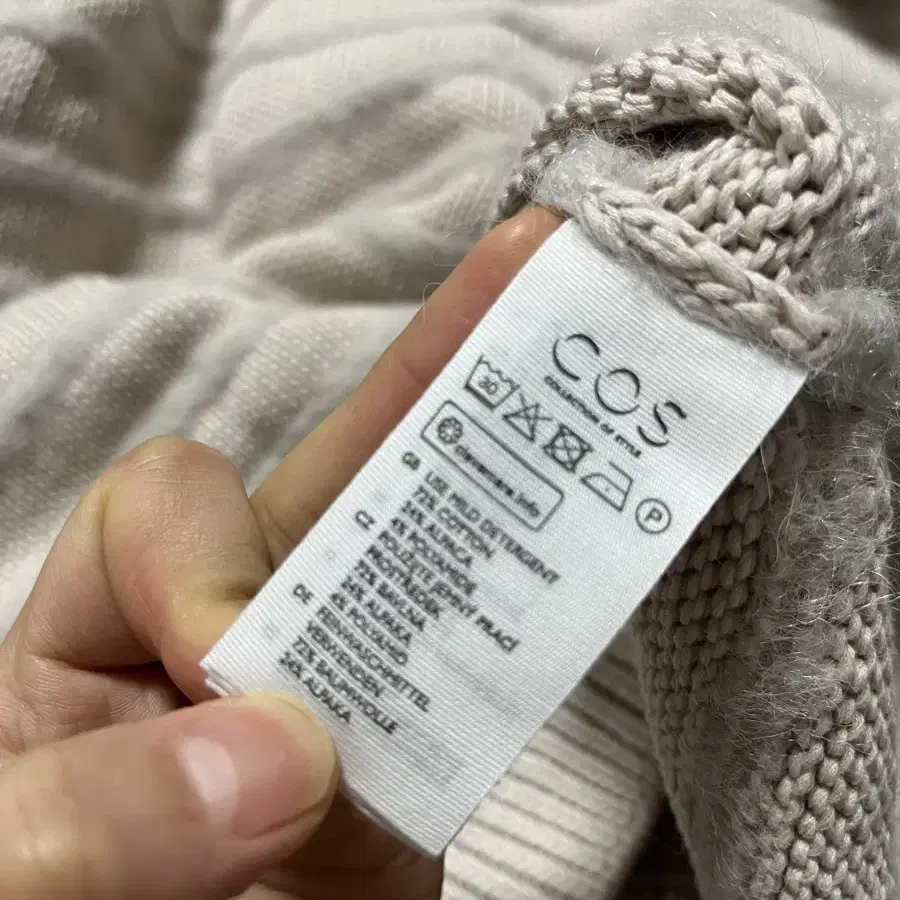 COS
COLLECTION OF STYLE
30
P
clevercare.info
GB USE MILD DETERGENT
72% COTTON
24% ALPACA
4% POLYAMIDE
CZ POUŽIJTE JEMNÝ PRACÍ
PROSTŘEDEK
72% BAVLNA
24% ALPAKA
4% POLYAMID
DE FEINWASCHMITTEL
VERWENDEN
72% BAUMWOLLE
24% ALPAKA